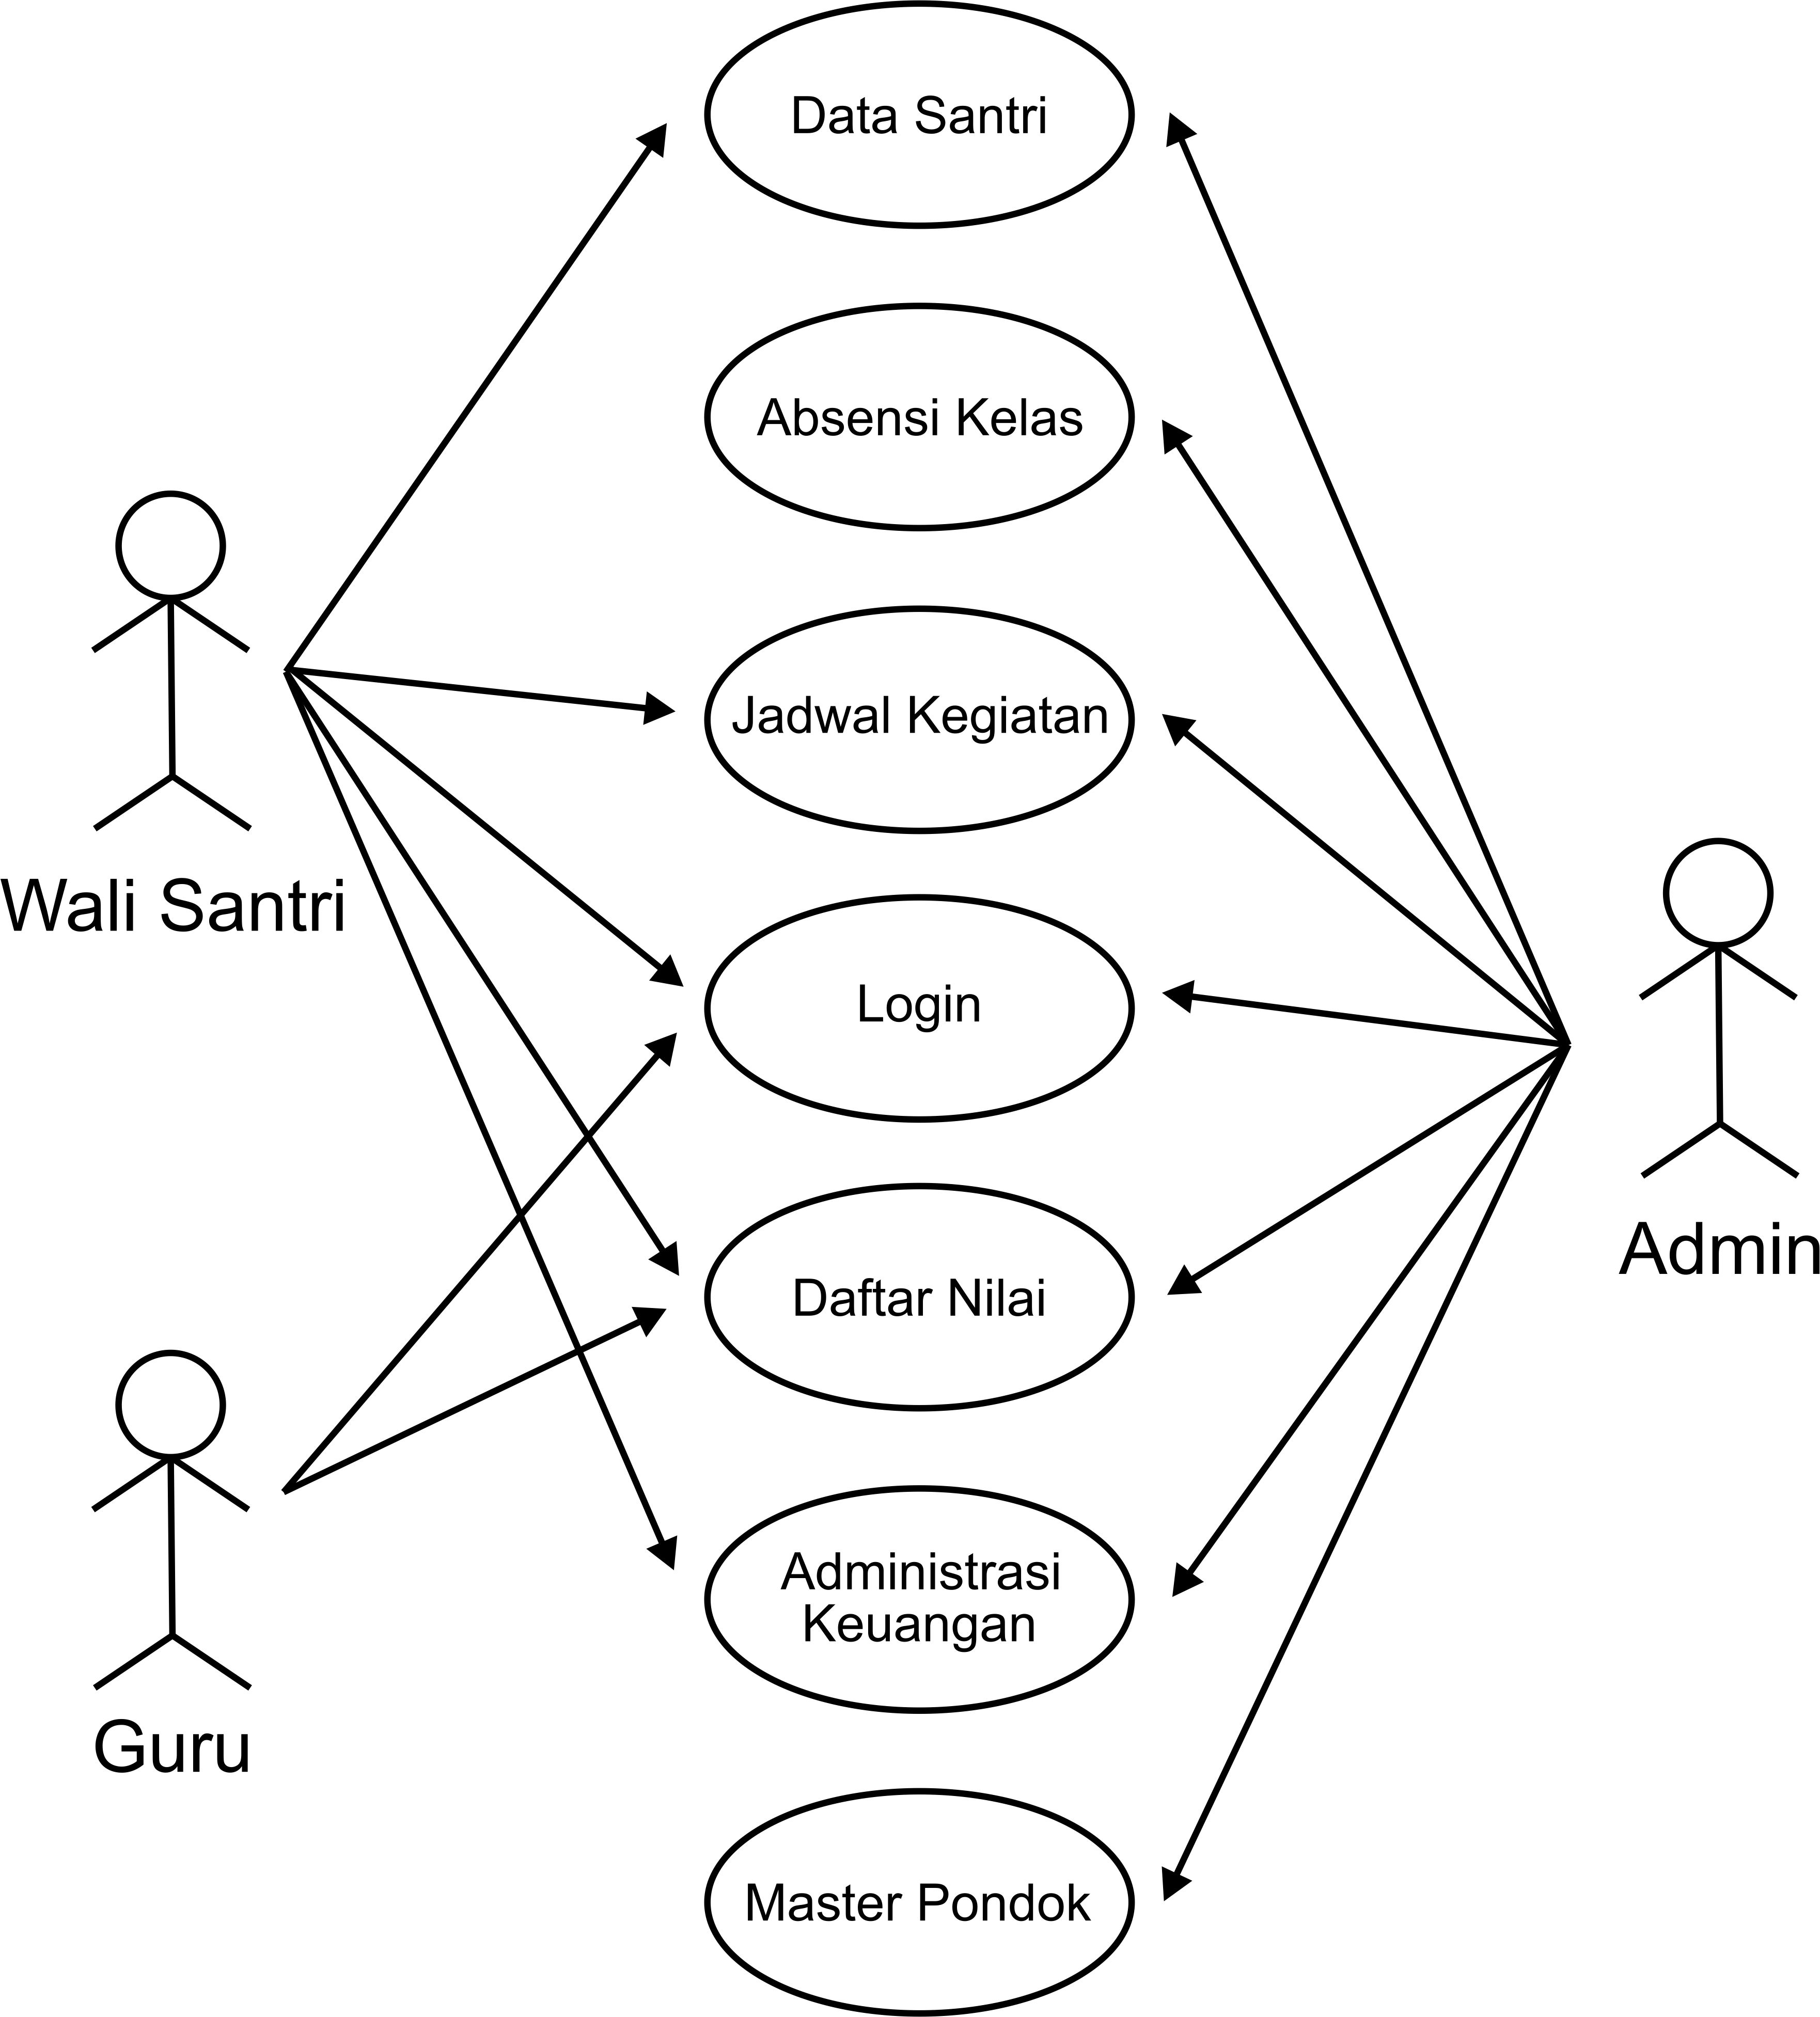 Data Santri
Absensi Kelas
Jadwal Kegiatan
Wali Santri
Login
Admin
Daftar Nilai
Administrasi
Keuangan
Guru
Master Pondok